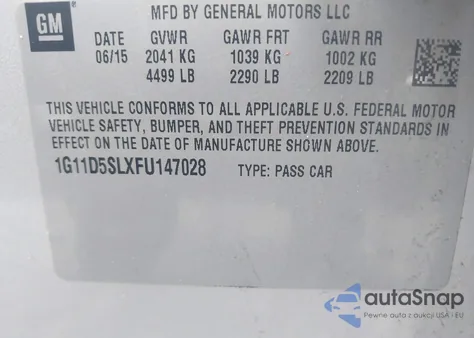 GM
MFD BY GENERAL MOTORS LLC
DATE GVWR GAWR FRT GAWR RR
06/15 2041 KG 1039 KG 1002 KG
4499 LB 2290 LB 2209 LB
THIS VEHICLE CONFORMS TO ALL APPLICABLE U.S. FEDERAL MOTOR
VEHICLE SAFETY, BUMPER, AND THEFT PREVENTION STANDARDS IN
EFFECT ON THE DATE OF MANUFACTURE SHOWN ABOVE.
1G11D5SLXFU147028 TYPE: PASS CAR
autoSnap
Pewne auta z aukcji USA i EU